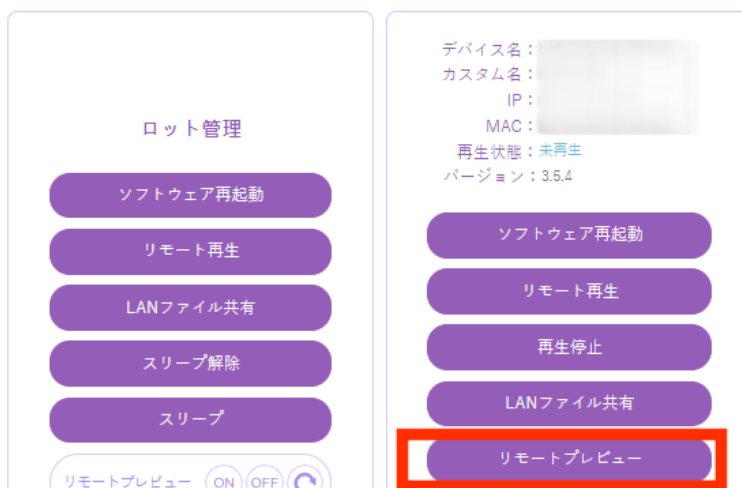 ロット管理
ソフトウェア再起動
リモート再生
LANファイル共有
スリープ解除
スリープ
リモートプレビュー ON OFF
デバイス名：
カスタム名：
IP：
MAC：
再生状態：未再生
バージョン：3.5.4
ソフトウェア再起動
リモート再生
再生停止
LANファイル共有
リモートプレビュー